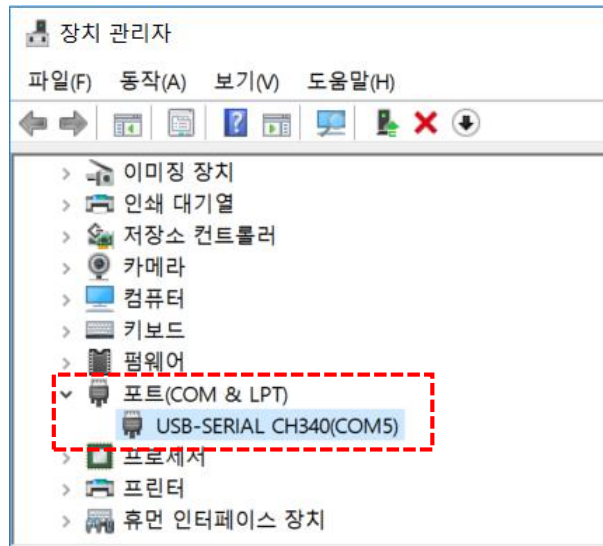 장치 관리자
파일(F) 동작(A) 보기(V) 도움말(H)
이미징 장치
인쇄 대기열
저장소 컨트롤러
카메라
컴퓨터
키보드
펌웨어
포트(COM & LPT)
USB-SERIAL CH340(COM5)
프로세서
프린터
휴먼 인터페이스 장치